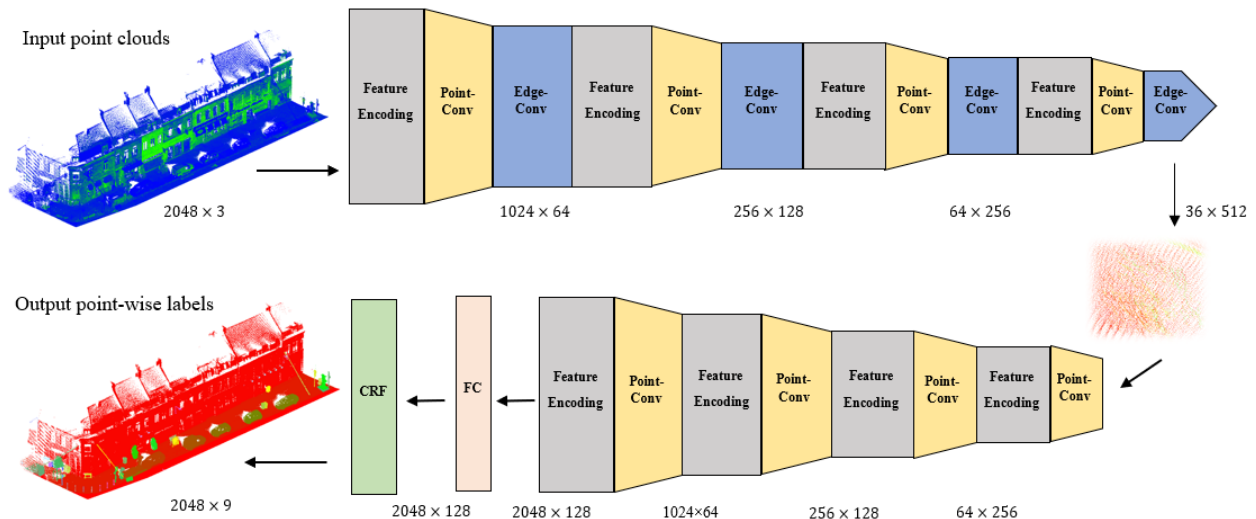 Input point clouds
Feature
Encoding
Point-
Conv
Edge-
Conv
Feature
Encoding
Point-
Conv
Edge-
Conv
Feature
Encoding
Point-
Conv
Edge-
Conv
Feature
Encoding
Point-
Conv
Edge-
Conv
2048 × 3
1024 × 64
256 × 128
64 × 256
36 × 512
Output point-wise labels
CRF
FC
Feature
Encoding
Point-
Conv
Feature
Encoding
Point-
Conv
Feature
Encoding
Point-
Conv
Feature
Encoding
Point-
Conv
2048 × 9
2048 × 128
2048 × 128
1024×64
256 × 128
64 × 256